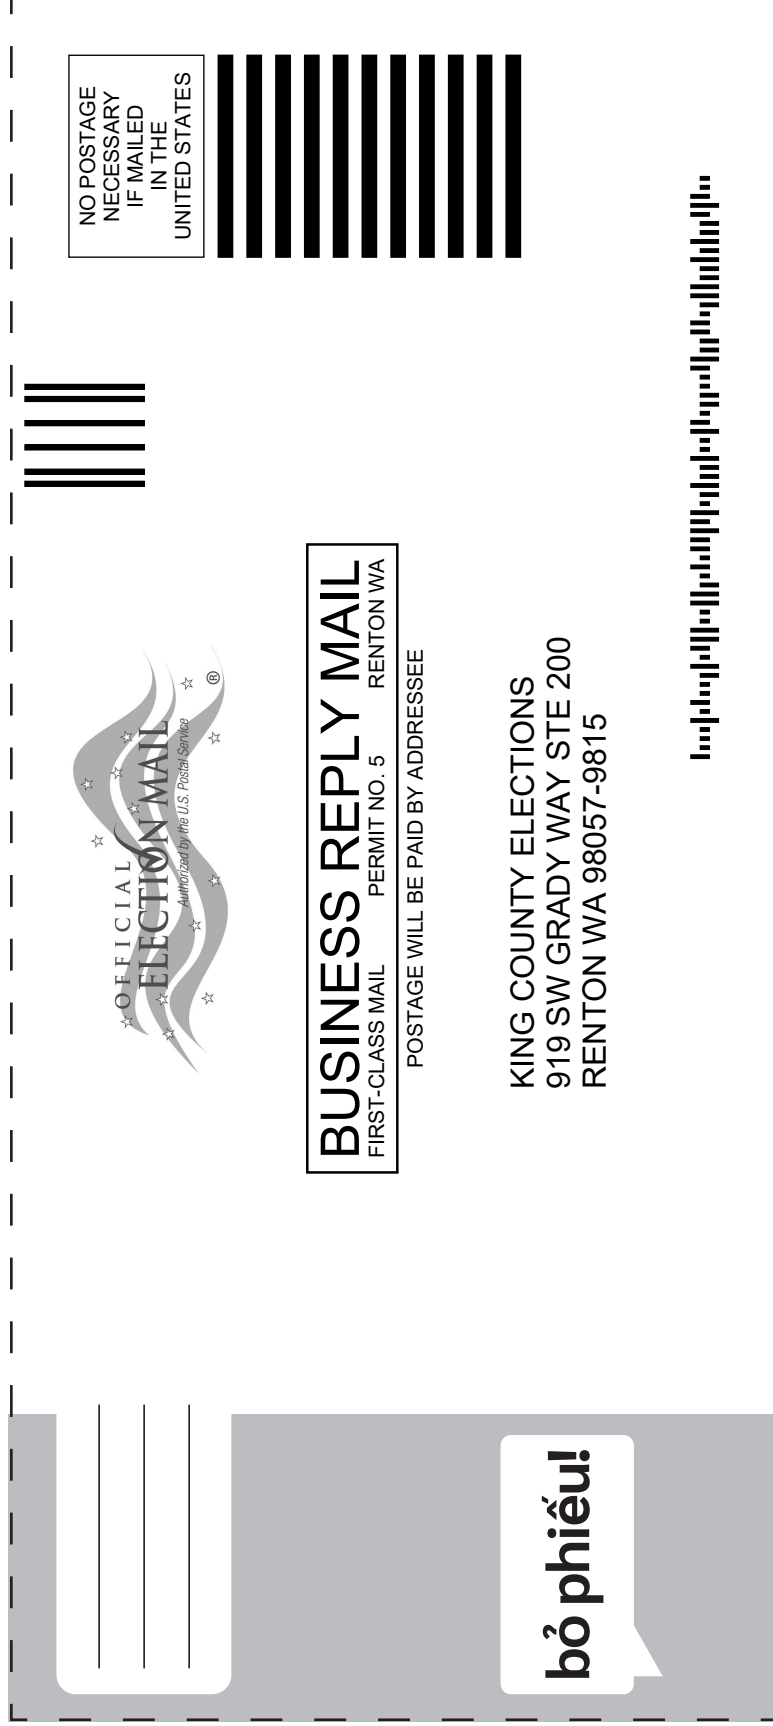 NO POSTAGE
NECESSARY
IF MAILED
IN THE
UNITED STATES
OFFICIAL
ELECTION MAIL
Authorized by the U.S. Postal Service
®
BUSINESS REPLY MAIL
FIRST-CLASS MAIL PERMIT NO. 5 RENTON WA
POSTAGE WILL BE PAID BY ADDRESSEE
KING COUNTY ELECTIONS
919 SW GRADY WAY STE 200
RENTON WA 98057-9815
bỏ phiếu!